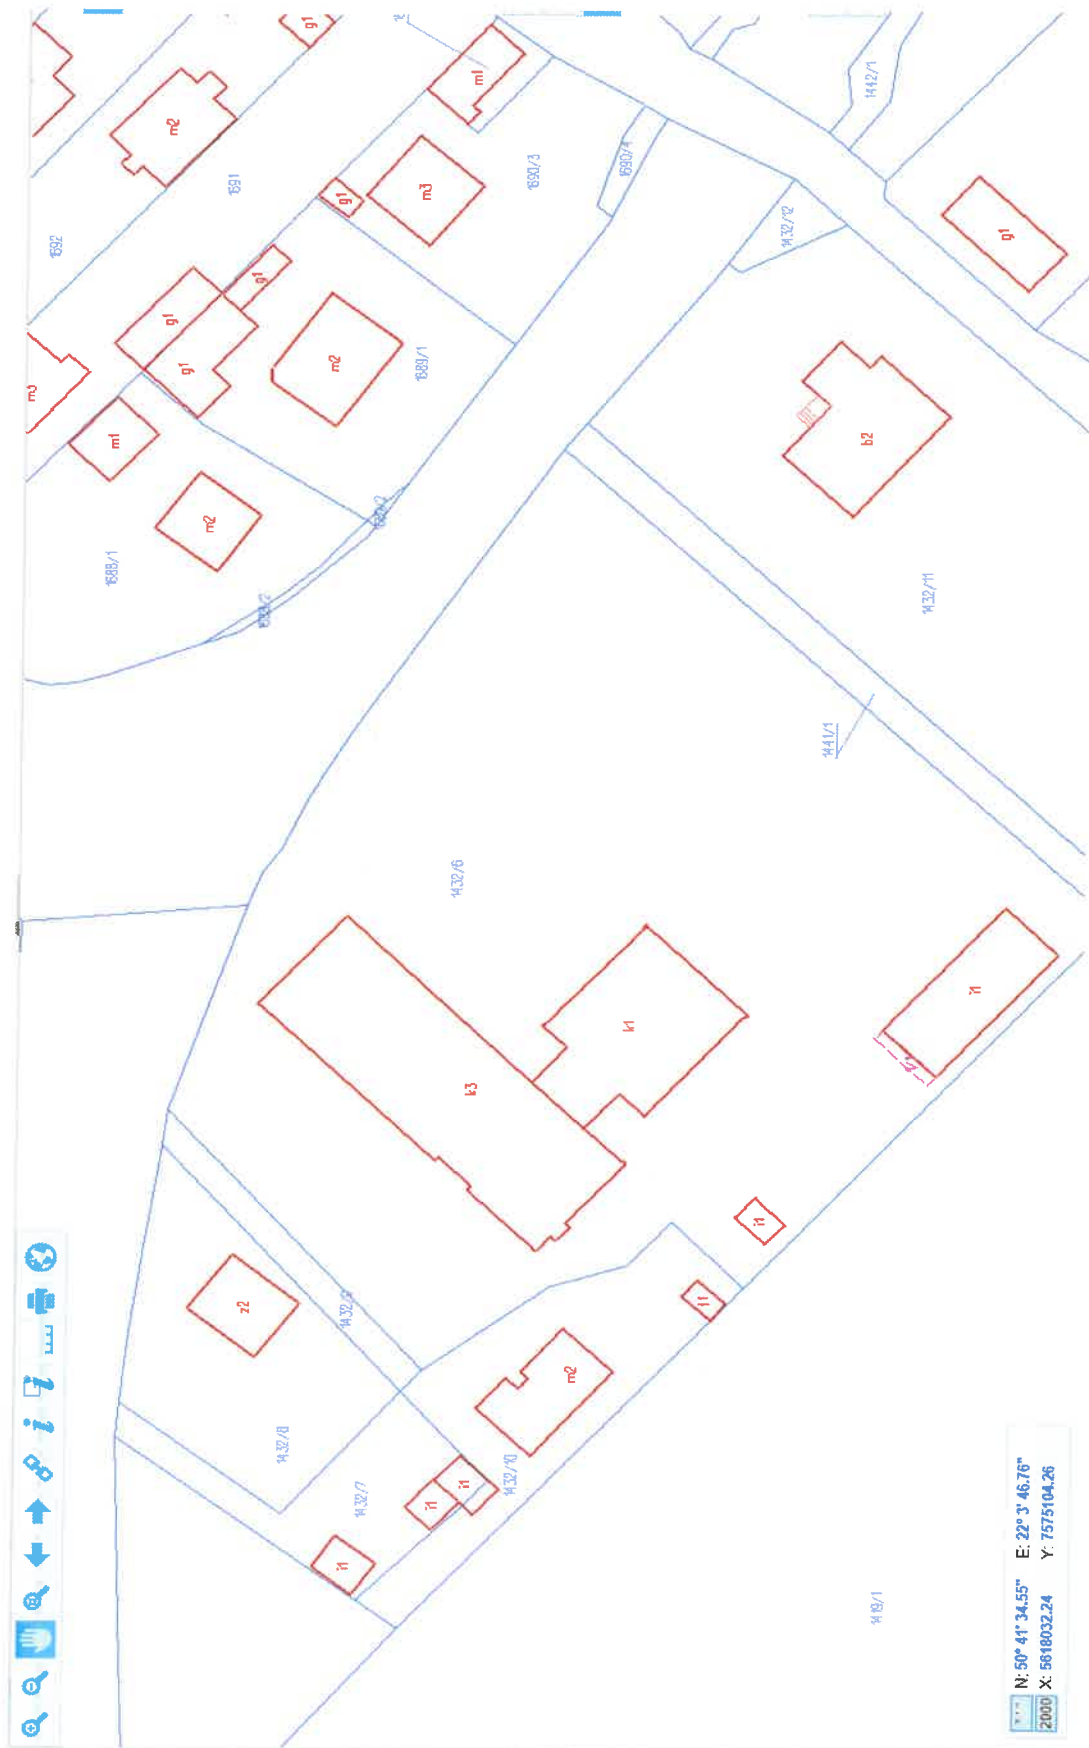 N: 50° 41' 34.55" E: 22° 3' 46.76"
2000 X: 5618032.24 Y: 7575104.26
1692
m2
g1
1691
m3
g1
g1
g1
m1
m2
1688/1
g1
m3
m1
1690/3
1690/4
m2
1689/1
1442/1
1432/12
g1
b2
1432/11
1441/1
1432/6
k3
k1
i1
i1
i1
z2
1432/8
1432/7
m2
1432/10
i1
i1
i1
1419/1